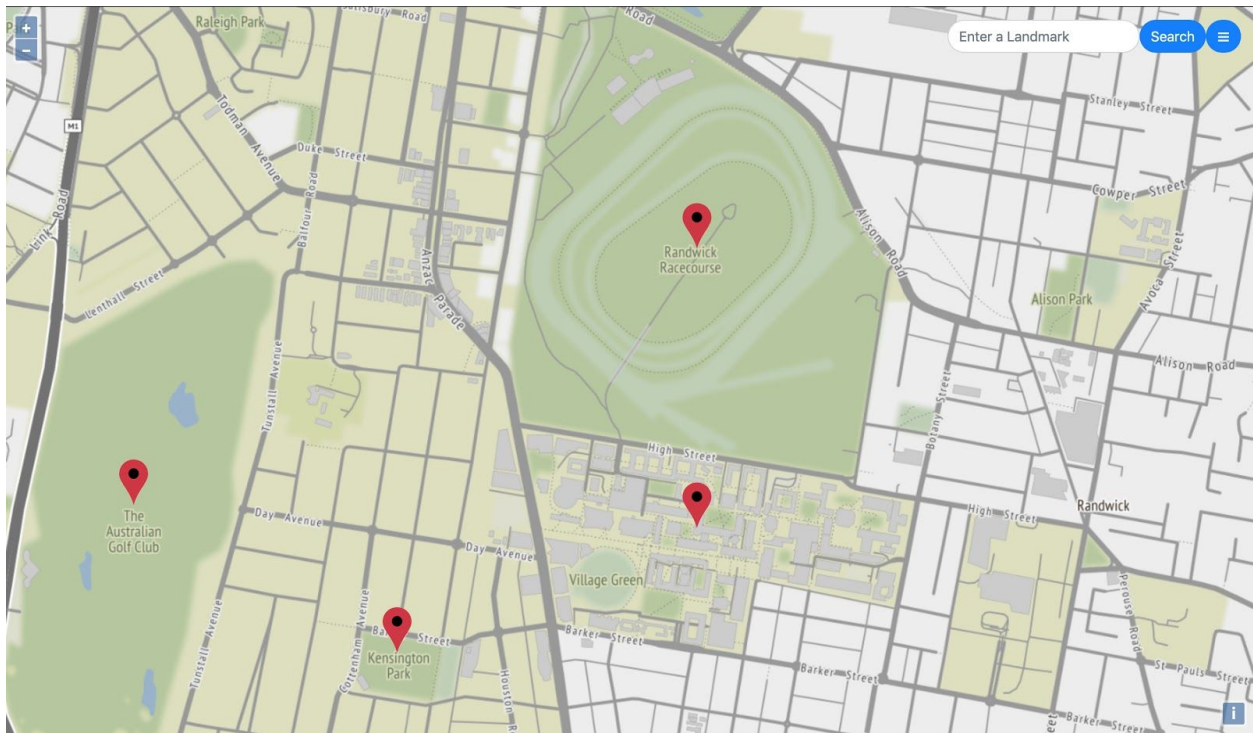 Raleigh Park
Road
Road
+
−
Enter a Landmark
Search
Todman Avenue
M1
Stanley Street
Duke Street
Cowper Street
Link Road
Balfour Road
Anzac Parade
Randwick
Racecourse
Alison Road
Avoca Street
Alison Park
Lenthall Street
Tunstall Avenue
Alison Road
Botany Street
High Street
The
Australian
Golf Club
Day Avenue
Day Avenue
High Street
Randwick
Village Green
Tunstall Avenue
Cottenham Avenue
Street
Kensington
Park
Houston R
Barker Street
Barker Street
Perouse Road
St Pauls Street
Barker Street
i